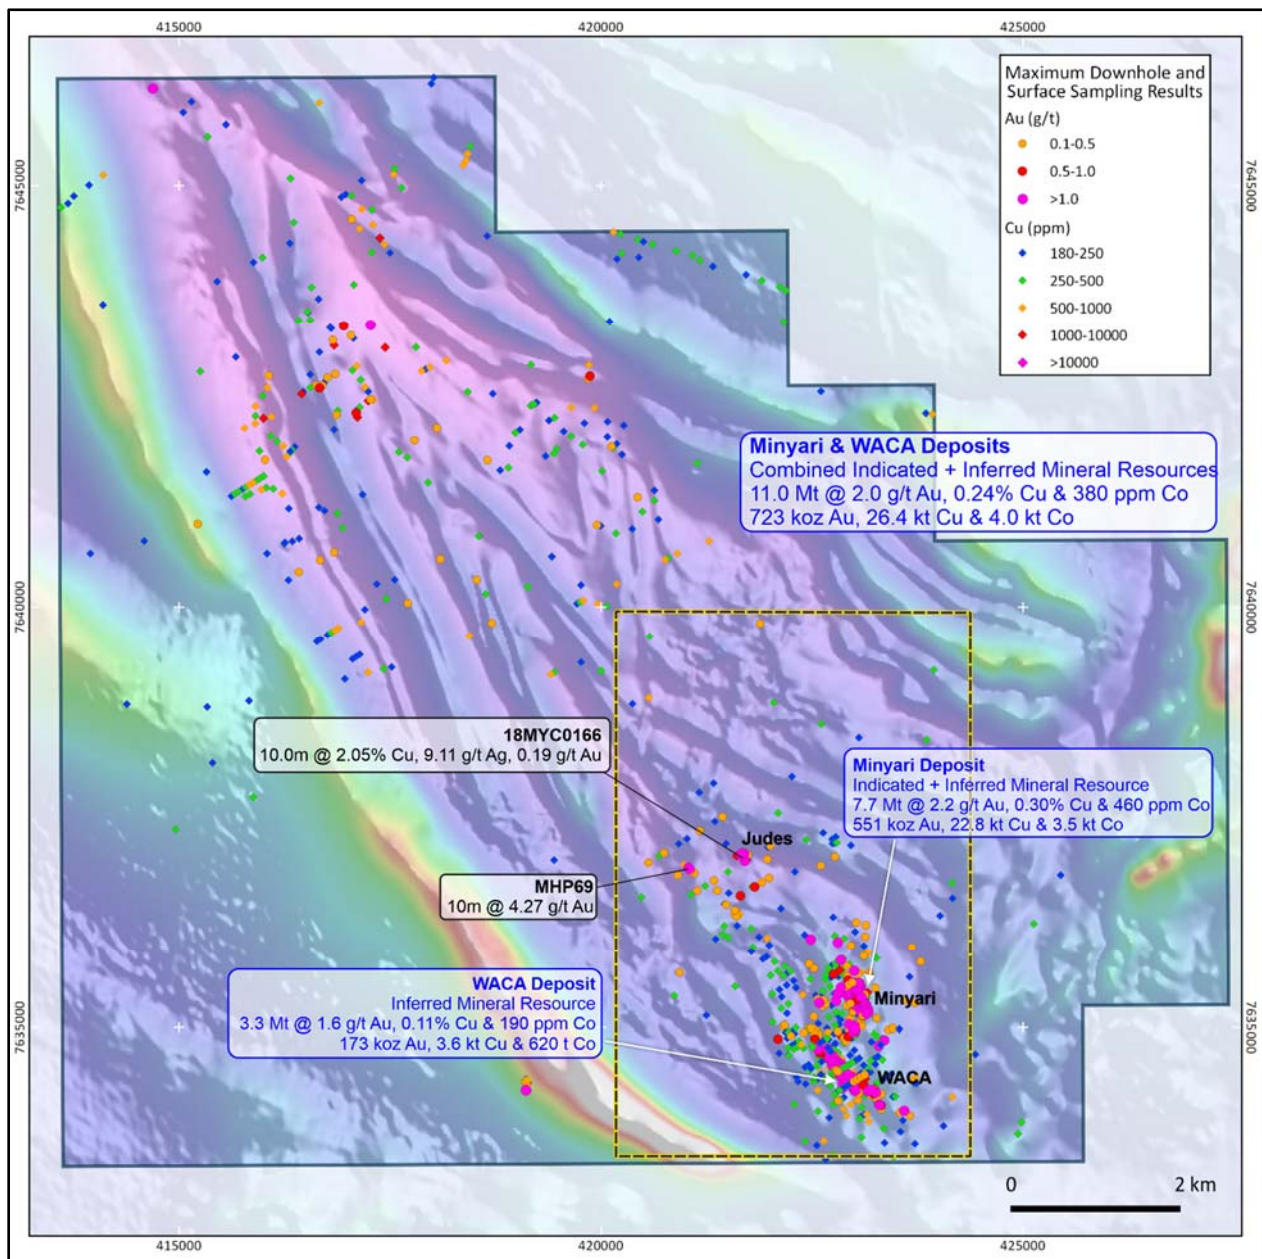 415000
420000
425000
7645000
7645000
Maximum Downhole and
Surface Sampling Results
Au (g/t)
0.1-0.5
0.5-1.0
>1.0
Cu (ppm)
180-250
250-500
500-1000
1000-10000
>10000
Minyari & WACA Deposits
Combined Indicated + Inferred Mineral Resources
11.0 Mt @ 2.0 g/t Au, 0.24% Cu & 380 ppm Co
723 koz Au, 26.4 kt Cu & 4.0 kt Co
7640000
7640000
18MYC0166
10.0m @ 2.05% Cu, 9.11 g/t Ag, 0.19 g/t Au
Minyari Deposit
Indicated + Inferred Mineral Resource
7.7 Mt @ 2.2 g/t Au, 0.30% Cu & 460 ppm Co
551 koz Au, 22.8 kt Cu & 3.5 kt Co
Judes
MHP69
10m @ 4.27 g/t Au
WACA Deposit
Inferred Mineral Resource
3.3 Mt @ 1.6 g/t Au, 0.11% Cu & 190 ppm Co
173 koz Au, 3.6 kt Cu & 620 t Co
Minyari
7635000
7635000
WACA
0 2 km
415000
420000
425000